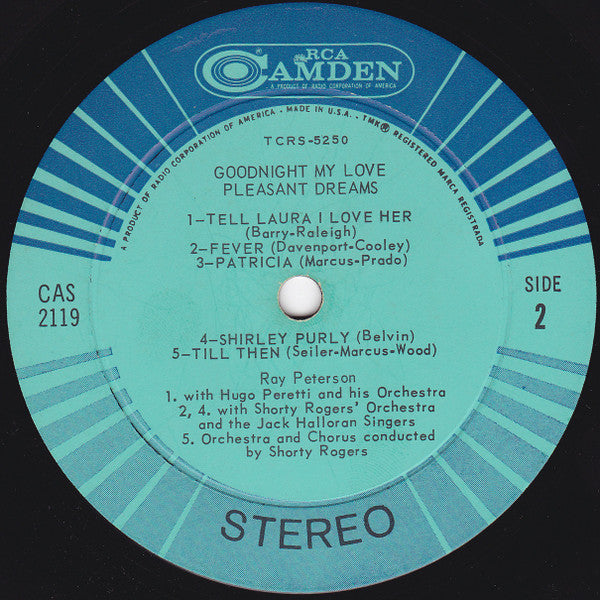 RCA
CAMDEN
A PRODUCT OF RADIO CORPORATION OF AMERICA
A PRODUCT OF RADIO CORPORATION OF AMERICA - MADE IN U.S.A. - TMK ® REGISTERED MARCA REGISTRADA
TCRS-5250
GOODNIGHT MY LOVE
PLEASANT DREAMS
1-TELL LAURA I LOVE HER
(Barry-Raleigh)
2-FEVER (Davenport-Cooley)
3-PATRICIA (Marcus-Prado)
CAS
2119
SIDE
2
4-SHIRLEY PURLY (Belvin)
5-TILL THEN (Seiler-Marcus-Wood)
Ray Peterson
1. with Hugo Peretti and his Orchestra
2, 4. with Shorty Rogers' Orchestra
and the Jack Halloran Singers
5. Orchestra and Chorus conducted
by Shorty Rogers
STEREO